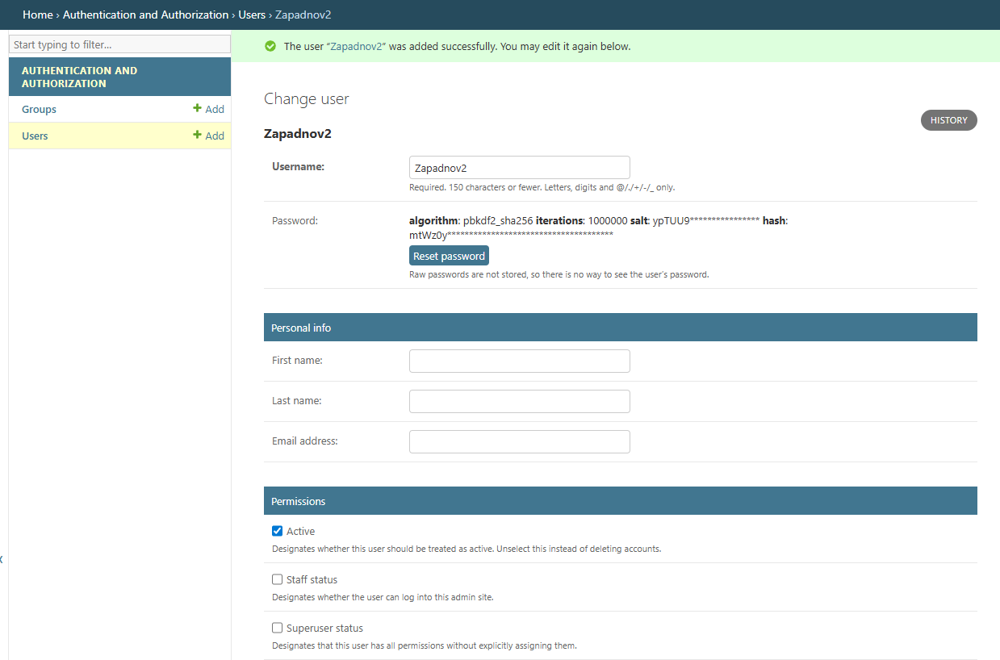 Home › Authentication and Authorization › Users › Zapadnov2
Start typing to filter...
AUTHENTICATION AND
AUTHORIZATION
Groups + Add
Users + Add
The user “Zapadnov2” was added successfully. You may edit it again below.
Change user
HISTORY
Zapadnov2
Username: Zapadnov2
Required. 150 characters or fewer. Letters, digits and @/./+/-/_ only.
Password: algorithm: pbkdf2_sha256 iterations: 1000000 salt: ypTUU9**************** hash:
mtWz0y**************************************
Reset password
Raw passwords are not stored, so there is no way to see the user’s password.
Personal info
First name:
Last name:
Email address:
Permissions
Active
Designates whether this user should be treated as active. Unselect this instead of deleting accounts.
Staff status
Designates whether the user can log into this admin site.
Superuser status
Designates that this user has all permissions without explicitly assigning them.